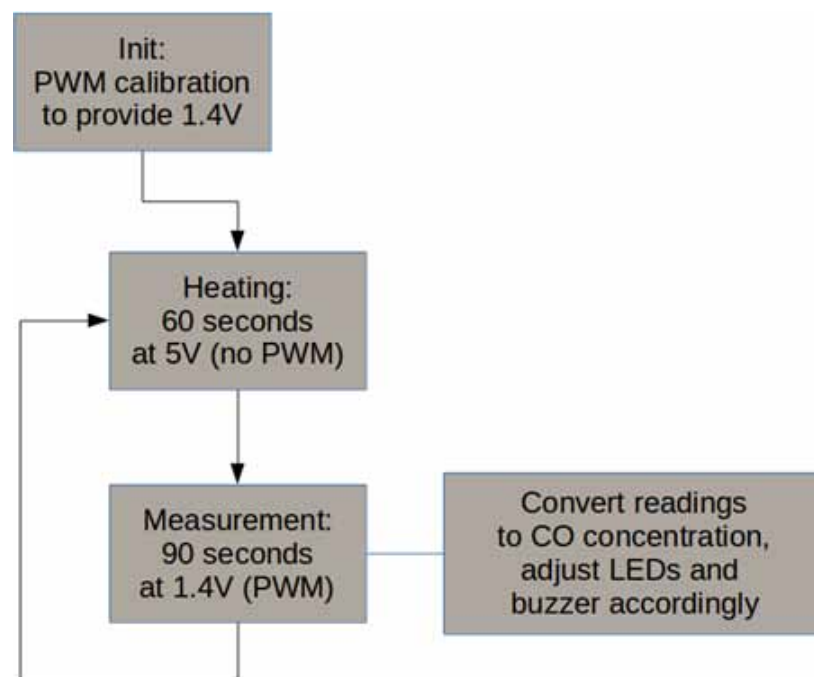 Init:
PWM calibration
to provide 1.4V
Heating:
60 seconds
at 5V (no PWM)
Measurement:
90 seconds
at 1.4V (PWM)
Convert readings
to CO concentration,
adjust LEDs and
buzzer accordingly